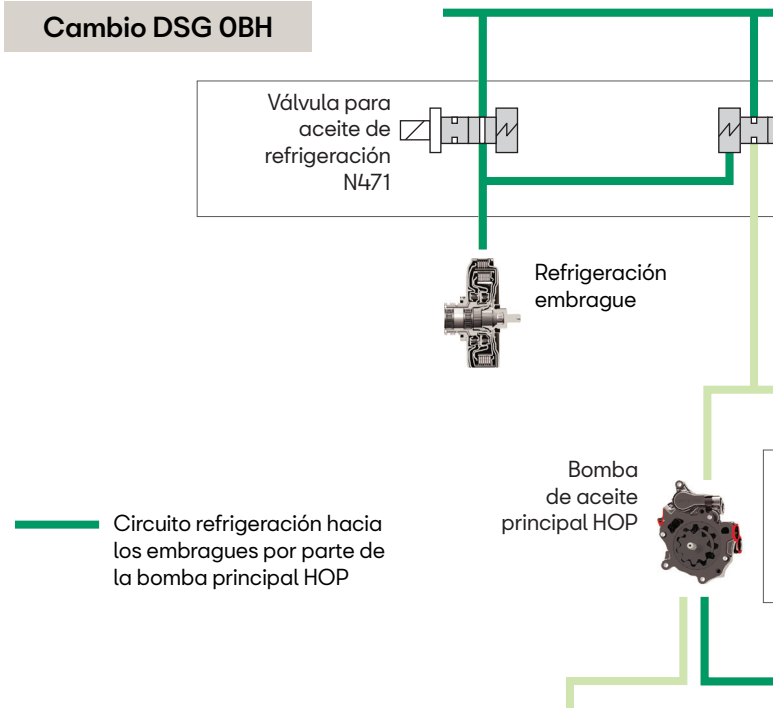 Cambio DSG 0BH
Válvula para
aceite de
refrigeración
N471
Refrigeración
embrague
Bomba
de aceite
principal HOP
Circuito refrigeración hacia
los embragues por parte de
la bomba principal HOP